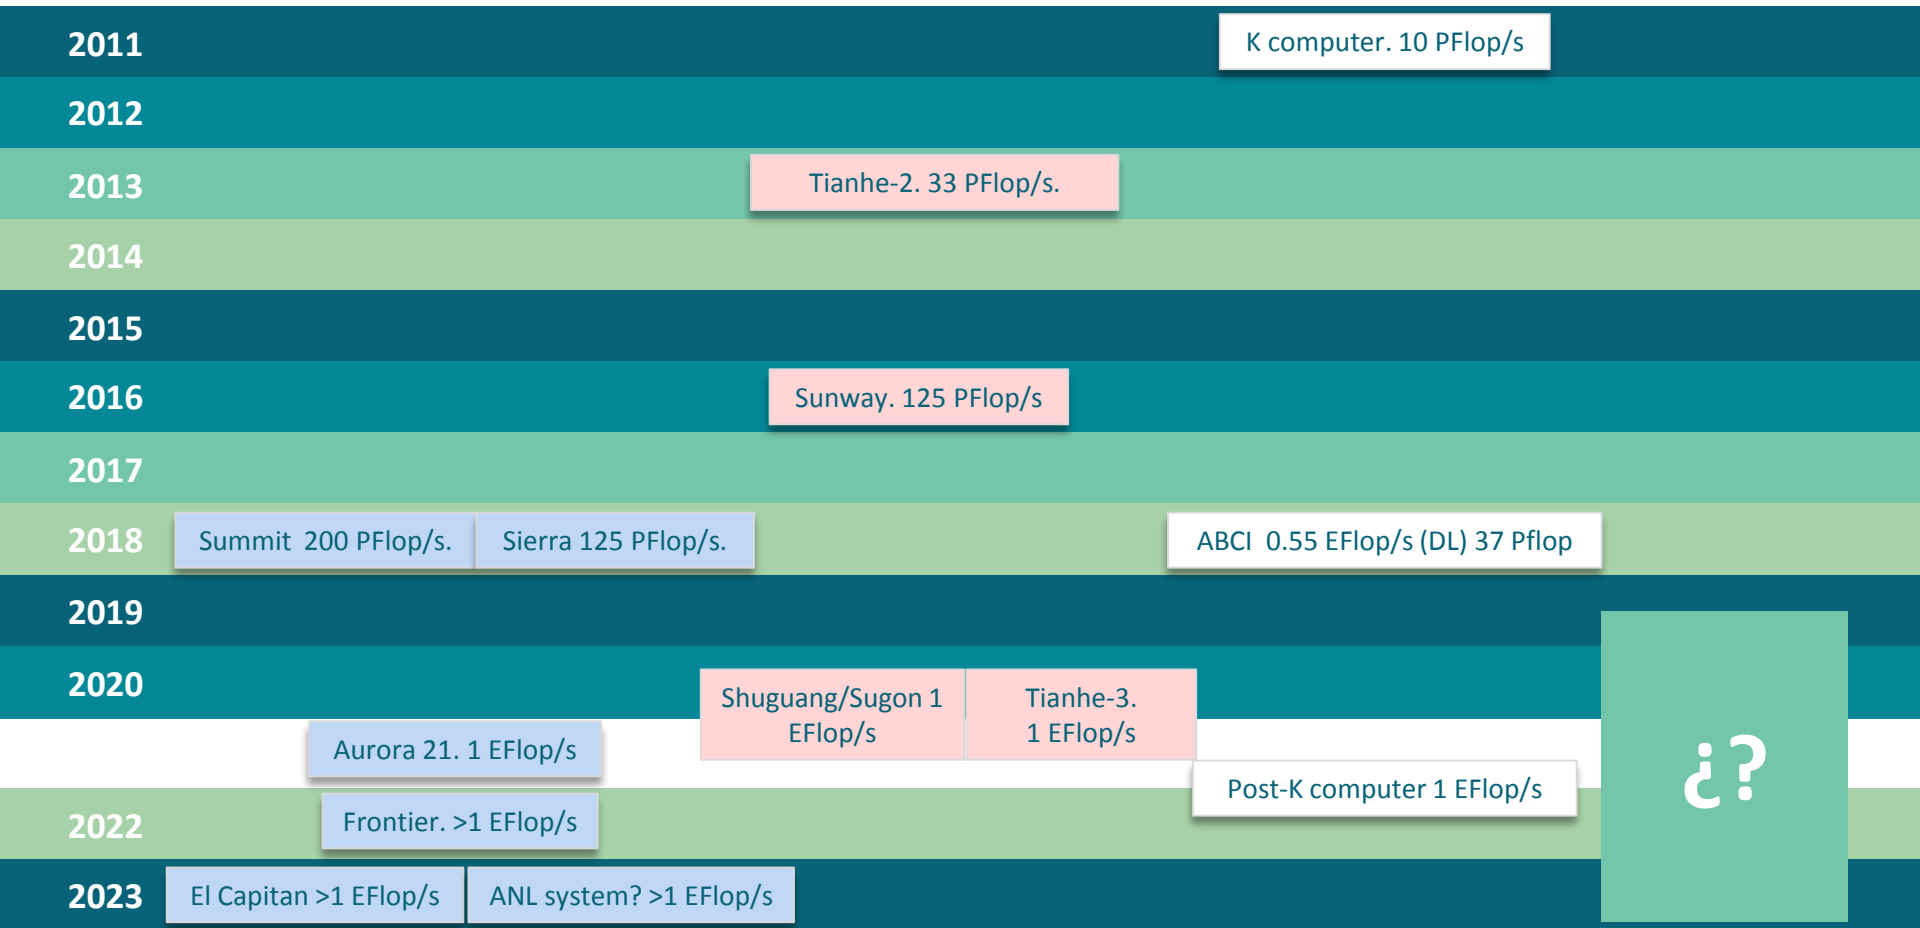 2011
K computer. 10 PFlop/s
2012
2013
Tianhe-2. 33 PFlop/s.
2014
2015
2016
Sunway. 125 PFlop/s
2017
2018
Summit 200 PFlop/s.
Sierra 125 PFlop/s.
ABCI 0.55 EFlop/s (DL) 37 Pflop
2019
2020
Shuguang/Sugon 1
EFlop/s
Tianhe-3.
1 EFlop/s
Aurora 21. 1 EFlop/s
Post-K computer 1 EFlop/s
¿?
2022
Frontier. >1 EFlop/s
2023
El Capitan >1 EFlop/s
ANL system? >1 EFlop/s